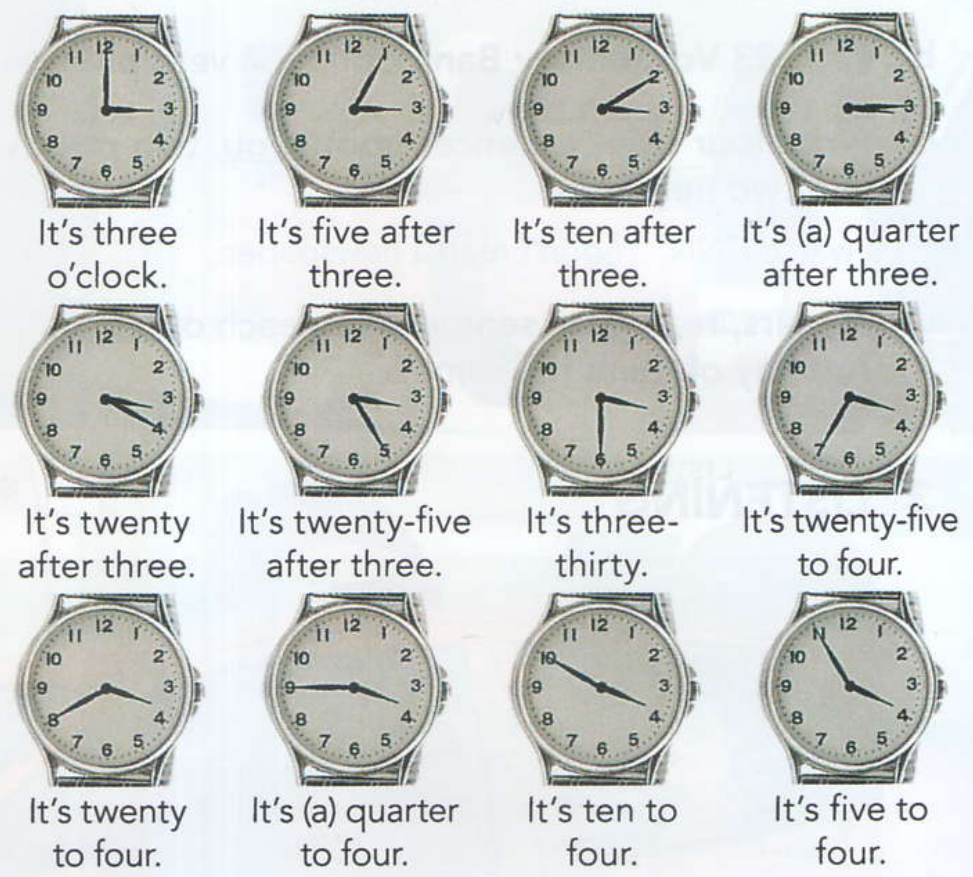 It's three
o'clock.
It's five after
three.
It's ten after
three.
It's (a) quarter
after three.
It's twenty
after three.
It's twenty-five
after three.
It's three-
thirty.
It's twenty-five
to four.
It's twenty
to four.
It's (a) quarter
to four.
It's ten to
four.
It's five to
four.